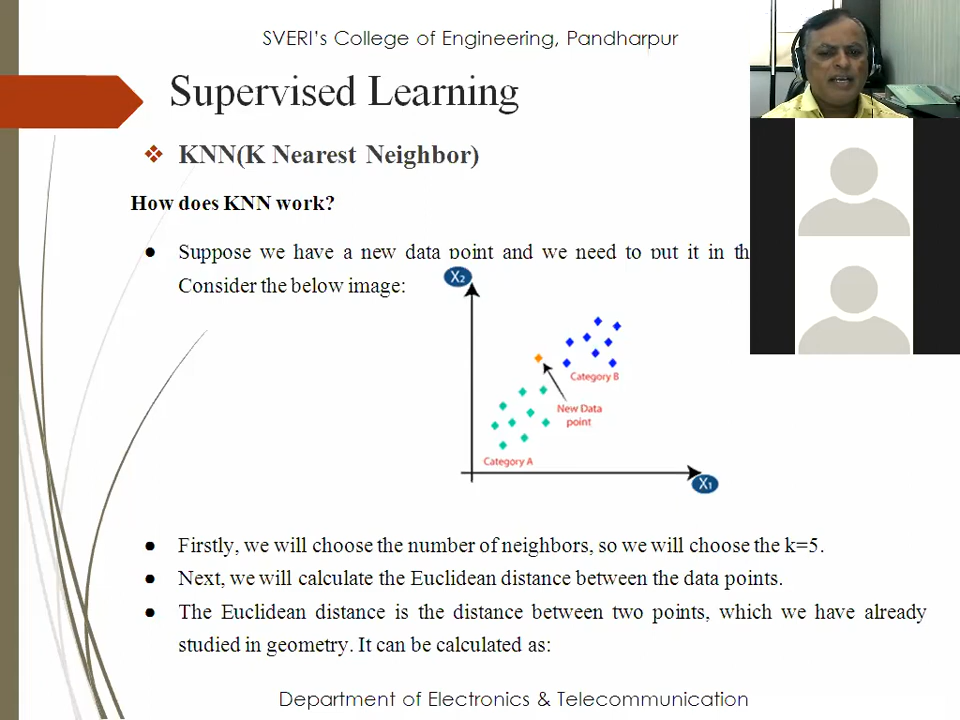 SVERI's College of Engineering, Pandharpur
Supervised Learning
❖ KNN(K Nearest Neighbor)
How does KNN work?
● Suppose we have a new data point and we need to put it in th
Consider the below image:
X₂
Category B
New Data
point
Category A
X₁
● Firstly, we will choose the number of neighbors, so we will choose the k=5.
● Next, we will calculate the Euclidean distance between the data points.
● The Euclidean distance is the distance between two points, which we have already
studied in geometry. It can be calculated as:
Department of Electronics & Telecommunication